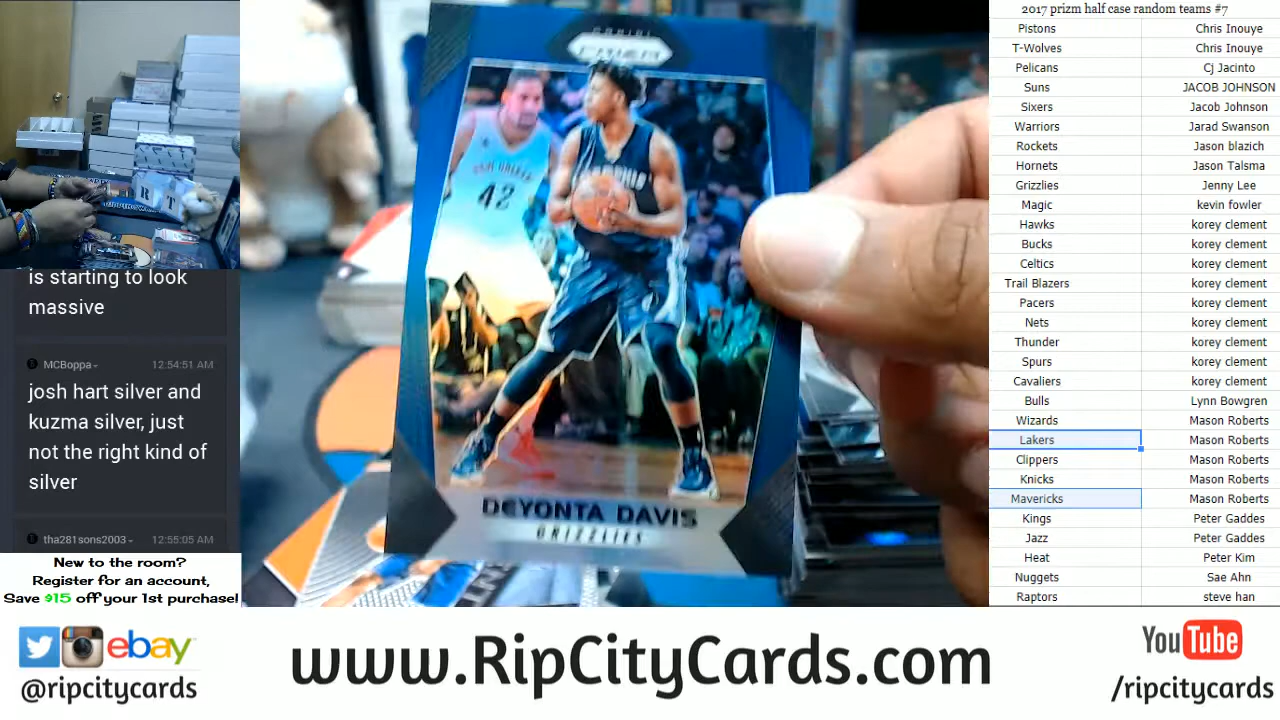 is starting to look
massive
MCBoppa
12:54:51 AM
josh hart silver and
kuzma silver, just
not the right kind of
silver
tha281sons2003
12:55:05 AM
New to the room?
Register for an account,
Save $15 off your 1st purchase!
PANINI
PRIZM
42
MEMPHIS
DEYONTA DAVIS
GRIZZLIES
R T
2017 prizm half case random teams #7
Pistons Chris Inouye
T-Wolves Chris Inouye
Pelicans Cj Jacinto
Suns JACOB JOHNSON
Sixers Jacob Johnson
Warriors Jarad Swanson
Rockets Jason blazich
Hornets Jason Talsma
Grizzlies Jenny Lee
Magic kevin fowler
Hawks korey clement
Bucks korey clement
Celtics korey clement
Trail Blazers korey clement
Pacers korey clement
Nets korey clement
Thunder korey clement
Spurs korey clement
Cavaliers korey clement
Bulls Lynn Bowgren
Wizards Mason Roberts
Lakers Mason Roberts
Clippers Mason Roberts
Knicks Mason Roberts
Mavericks Mason Roberts
Kings Peter Gaddes
Jazz Peter Gaddes
Heat Peter Kim
Nuggets Sae Ahn
Raptors steve han
ebay
@ripcitycards
www.RipCityCards.com
YouTube
/ripcitycards